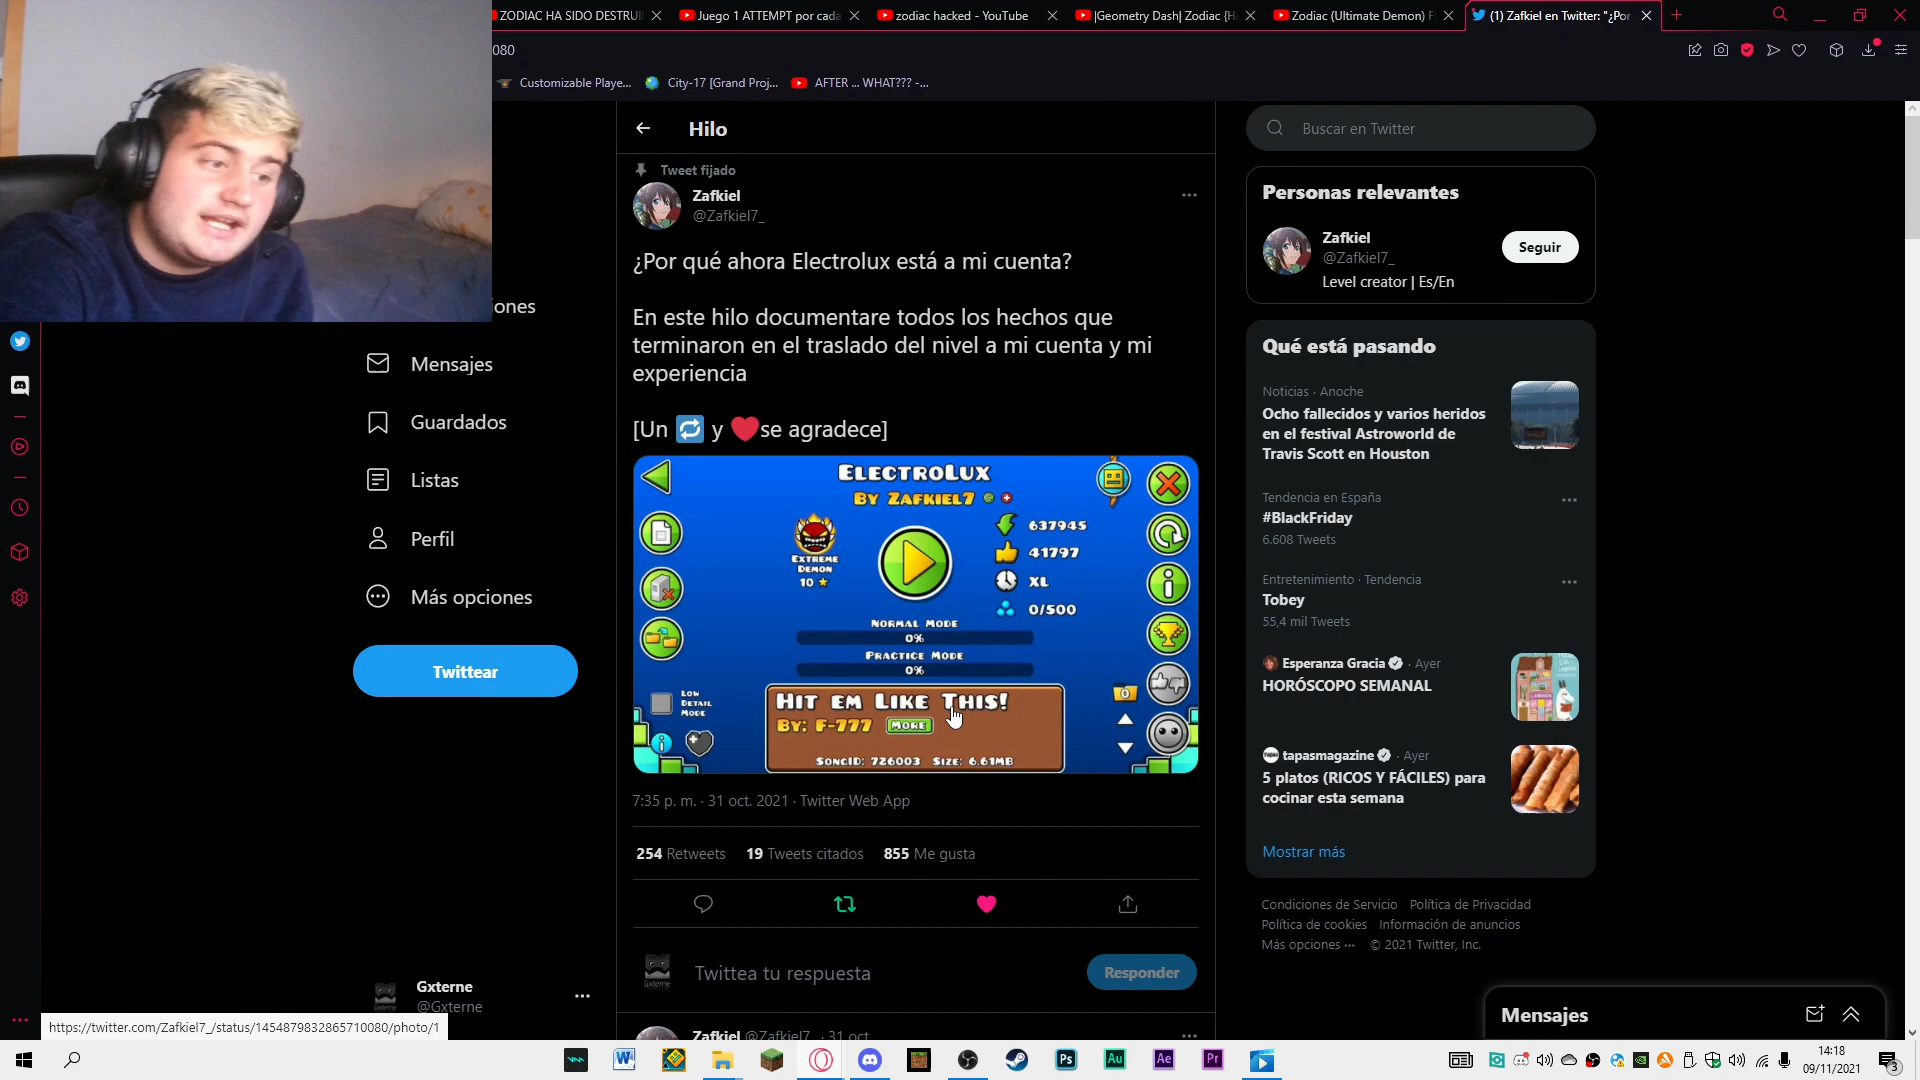 ZODIAC HA SIDO DESTRUI
Juego 1 ATTEMPT por cada
zodiac hacked - YouTube
|Geometry Dash| Zodiac {H
Zodiac (Ultimate Demon) F
(1) Zafkiel en Twitter: "¿Por
080
Customizable Playe...
City-17 [Grand Proj...
AFTER ... WHAT??? -...
iones
Mensajes
Guardados
Listas
Perfil
Más opciones
Twittear
Gxterne
@Gxterne
https://twitter.com/Zafkiel7_/status/1454879832865710080/photo/1
Hilo
Tweet fijado
Zafkiel
@Zafkiel7_
¿Por qué ahora Electrolux está a mi cuenta?
En este hilo documentare todos los hechos que
terminaron en el traslado del nivel a mi cuenta y mi
experiencia
[Un 🔁 y ❤️se agradece]
ELECTROLUX
BY ZAFKIEL7
EXTREME
DEMON
10
637945
41797
XL
0/500
NORMAL MODE
0%
PRACTICE MODE
0%
LOW
DETAIL
MODE
HIT EM LIKE THIS!
BY: F-777 MORE
SONGID: 726003 SIZE: 6.61MB
0
7:35 p. m. · 31 oct. 2021 · Twitter Web App
254 Retweets 19 Tweets citados 855 Me gusta
Twittea tu respuesta
Responder
Zafkiel @Zafkiel7_ · 31 oct.
Buscar en Twitter
Personas relevantes
Zafkiel
@Zafkiel7_
Seguir
Level creator | Es/En
Qué está pasando
Noticias · Anoche
Ocho fallecidos y varios heridos
en el festival Astroworld de
Travis Scott en Houston
Tendencia en España
#BlackFriday
6.608 Tweets
Entretenimiento · Tendencia
Tobey
55,4 mil Tweets
Esperanza Gracia · Ayer
HORÓSCOPO SEMANAL
tapasmagazine · Ayer
5 platos (RICOS Y FÁCILES) para
cocinar esta semana
Mostrar más
Condiciones de Servicio Política de Privacidad
Política de cookies Información de anuncios
Más opciones ··· © 2021 Twitter, Inc.
Mensajes
W
Ps
Au
Ae
Pr
14:18
09/11/2021
3